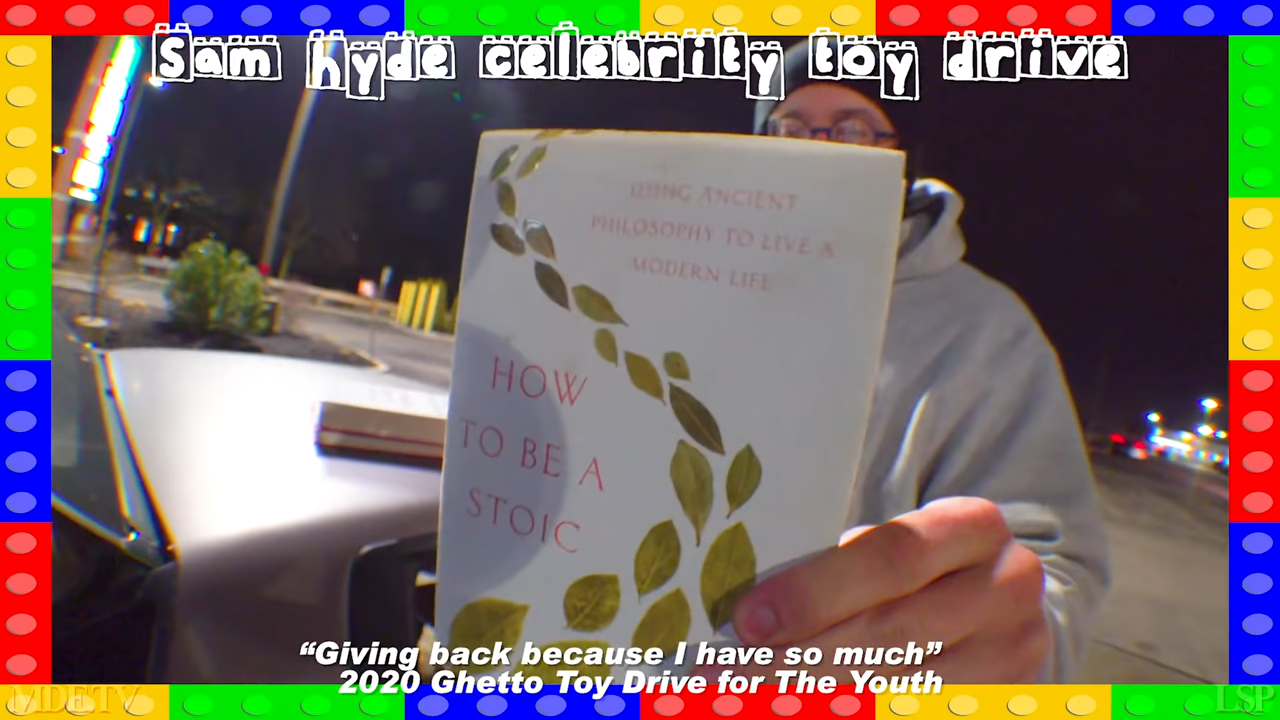 Sam hyde celebrity toy drive
USING ANCIENT
PHILOSOPHY TO LIVE A
MODERN LIFE
HOW
TO BE A
STOIC
“Giving back because I have so much”
2020 Ghetto Toy Drive for The Youth
MDETV
LSP